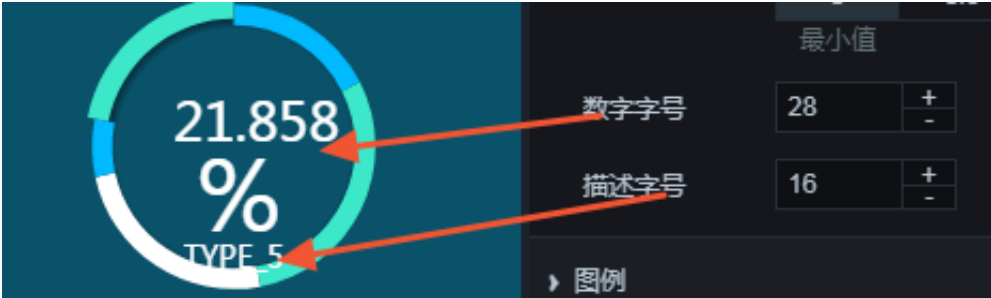 最小值
21.858
%
TYPE_5
数字字号 28 + -
描述字号 16 + -
› 图例